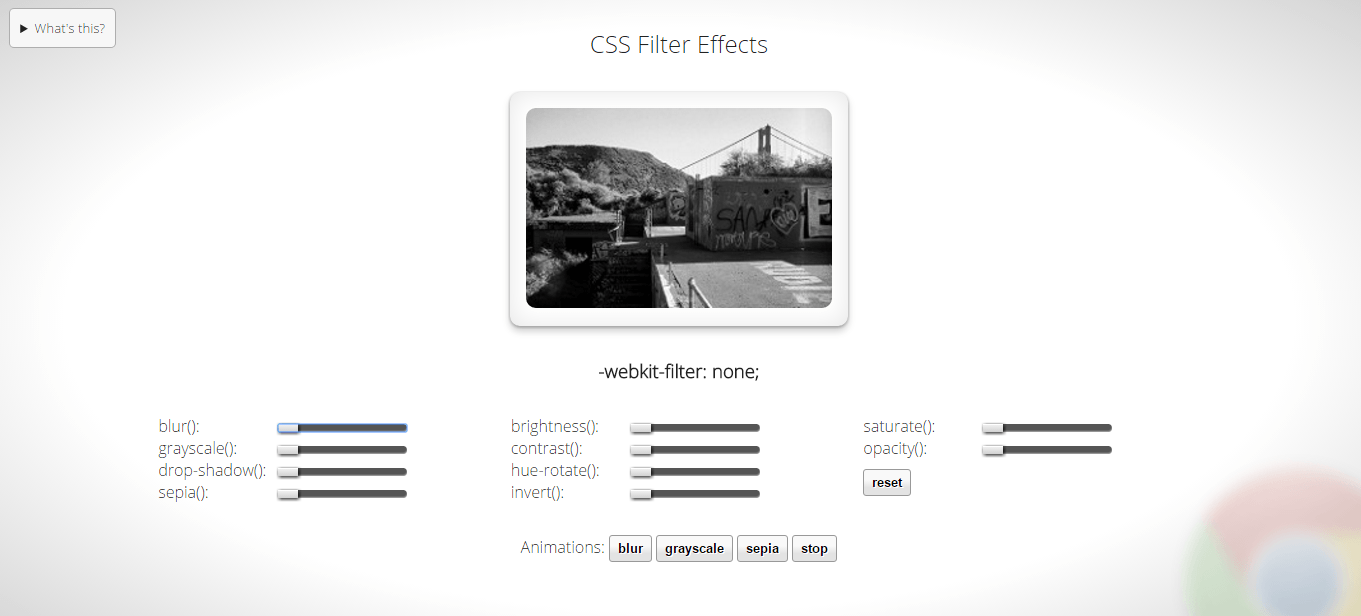 What's this?
CSS Filter Effects
SAN
-webkit-filter: none;
blur(): brightness(): saturate():
grayscale(): contrast(): opacity():
drop-shadow(): hue-rotate(): reset
sepia(): invert():
Animations: blur grayscale sepia stop